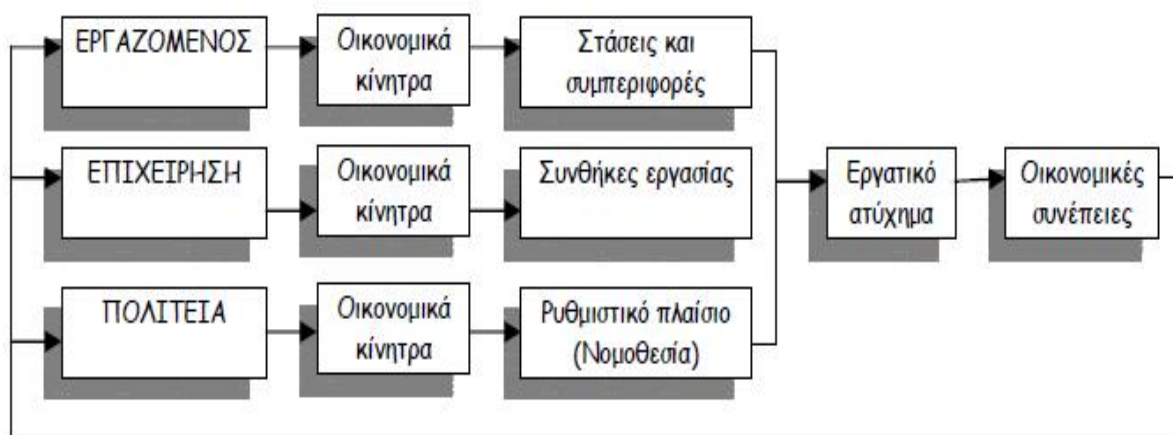 ΕΡΓΑΖΟΜΕΝΟΣ
Οικονομικά
κίνητρα
Στάσεις και
συμπεριφορές
ΕΠΙΧΕΙΡΗΣΗ
Οικονομικά
κίνητρα
Συνθήκες εργασίας
ΠΟΛΙΤΕΙΑ
Οικονομικά
κίνητρα
Ρυθμιστικό πλαίσιο
(Νομοθεσία)
Εργατικό
ατύχημα
Οικονομικές
συνέπειες